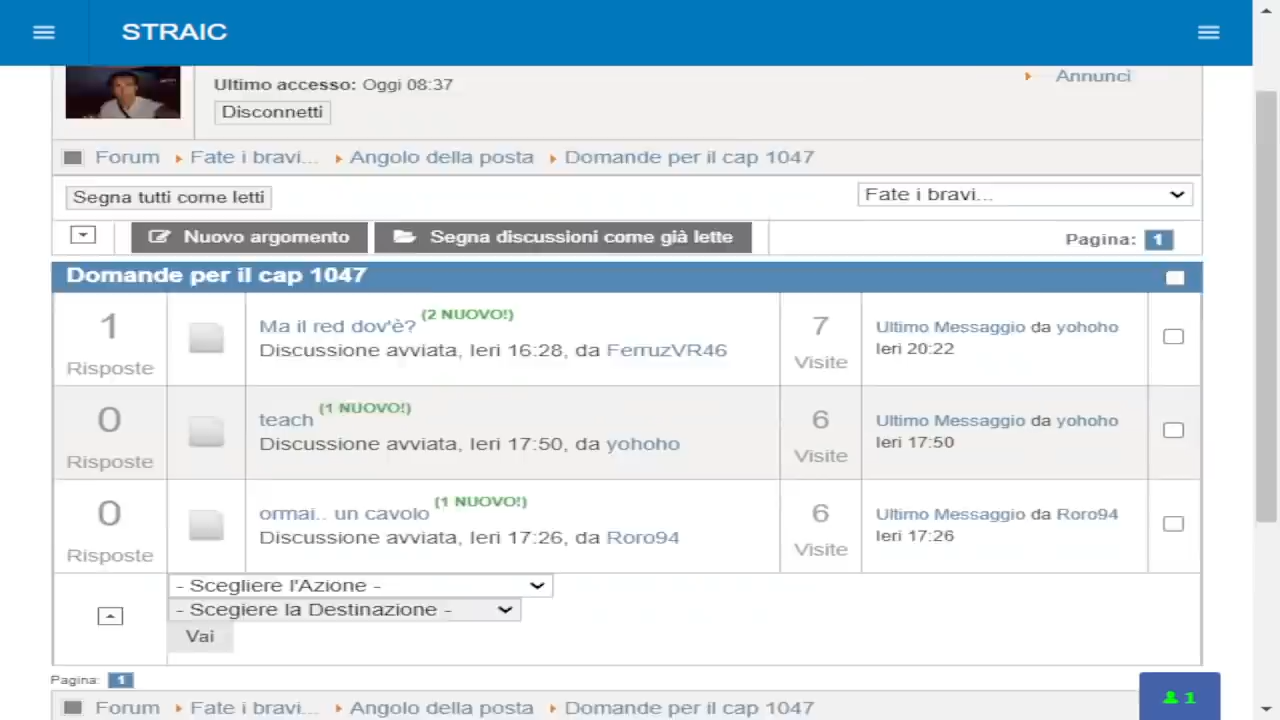 STRAIC
Ultimo accesso: Oggi 08:37
Annunci
Disconnetti
Forum Fate i bravi... Angolo della posta Domande per il cap 1047
Segna tutti come letti
Fate i bravi...
Nuovo argomento Segna discussioni come già lette
Pagina: 1
Domande per il cap 1047
1 Risposte
Ma il red dov'è? (2 NUOVO!)
Discussione avviata, Ieri 16:28, da FerruzVR46
7 Visite
Ultimo Messaggio da yohoho
Ieri 20:22
0 Risposte
teach (1 NUOVO!)
Discussione avviata, Ieri 17:50, da yohoho
6 Visite
Ultimo Messaggio da yohoho
Ieri 17:50
0 Risposte
ormai.. un cavolo (1 NUOVO!)
Discussione avviata, Ieri 17:26, da Roro94
6 Visite
Ultimo Messaggio da Roro94
Ieri 17:26
- Scegliere l'Azione -
- Scegiere la Destinazione -
Vai
Pagina: 1
Forum Fate i bravi... Angolo della posta Domande per il cap 1047
1